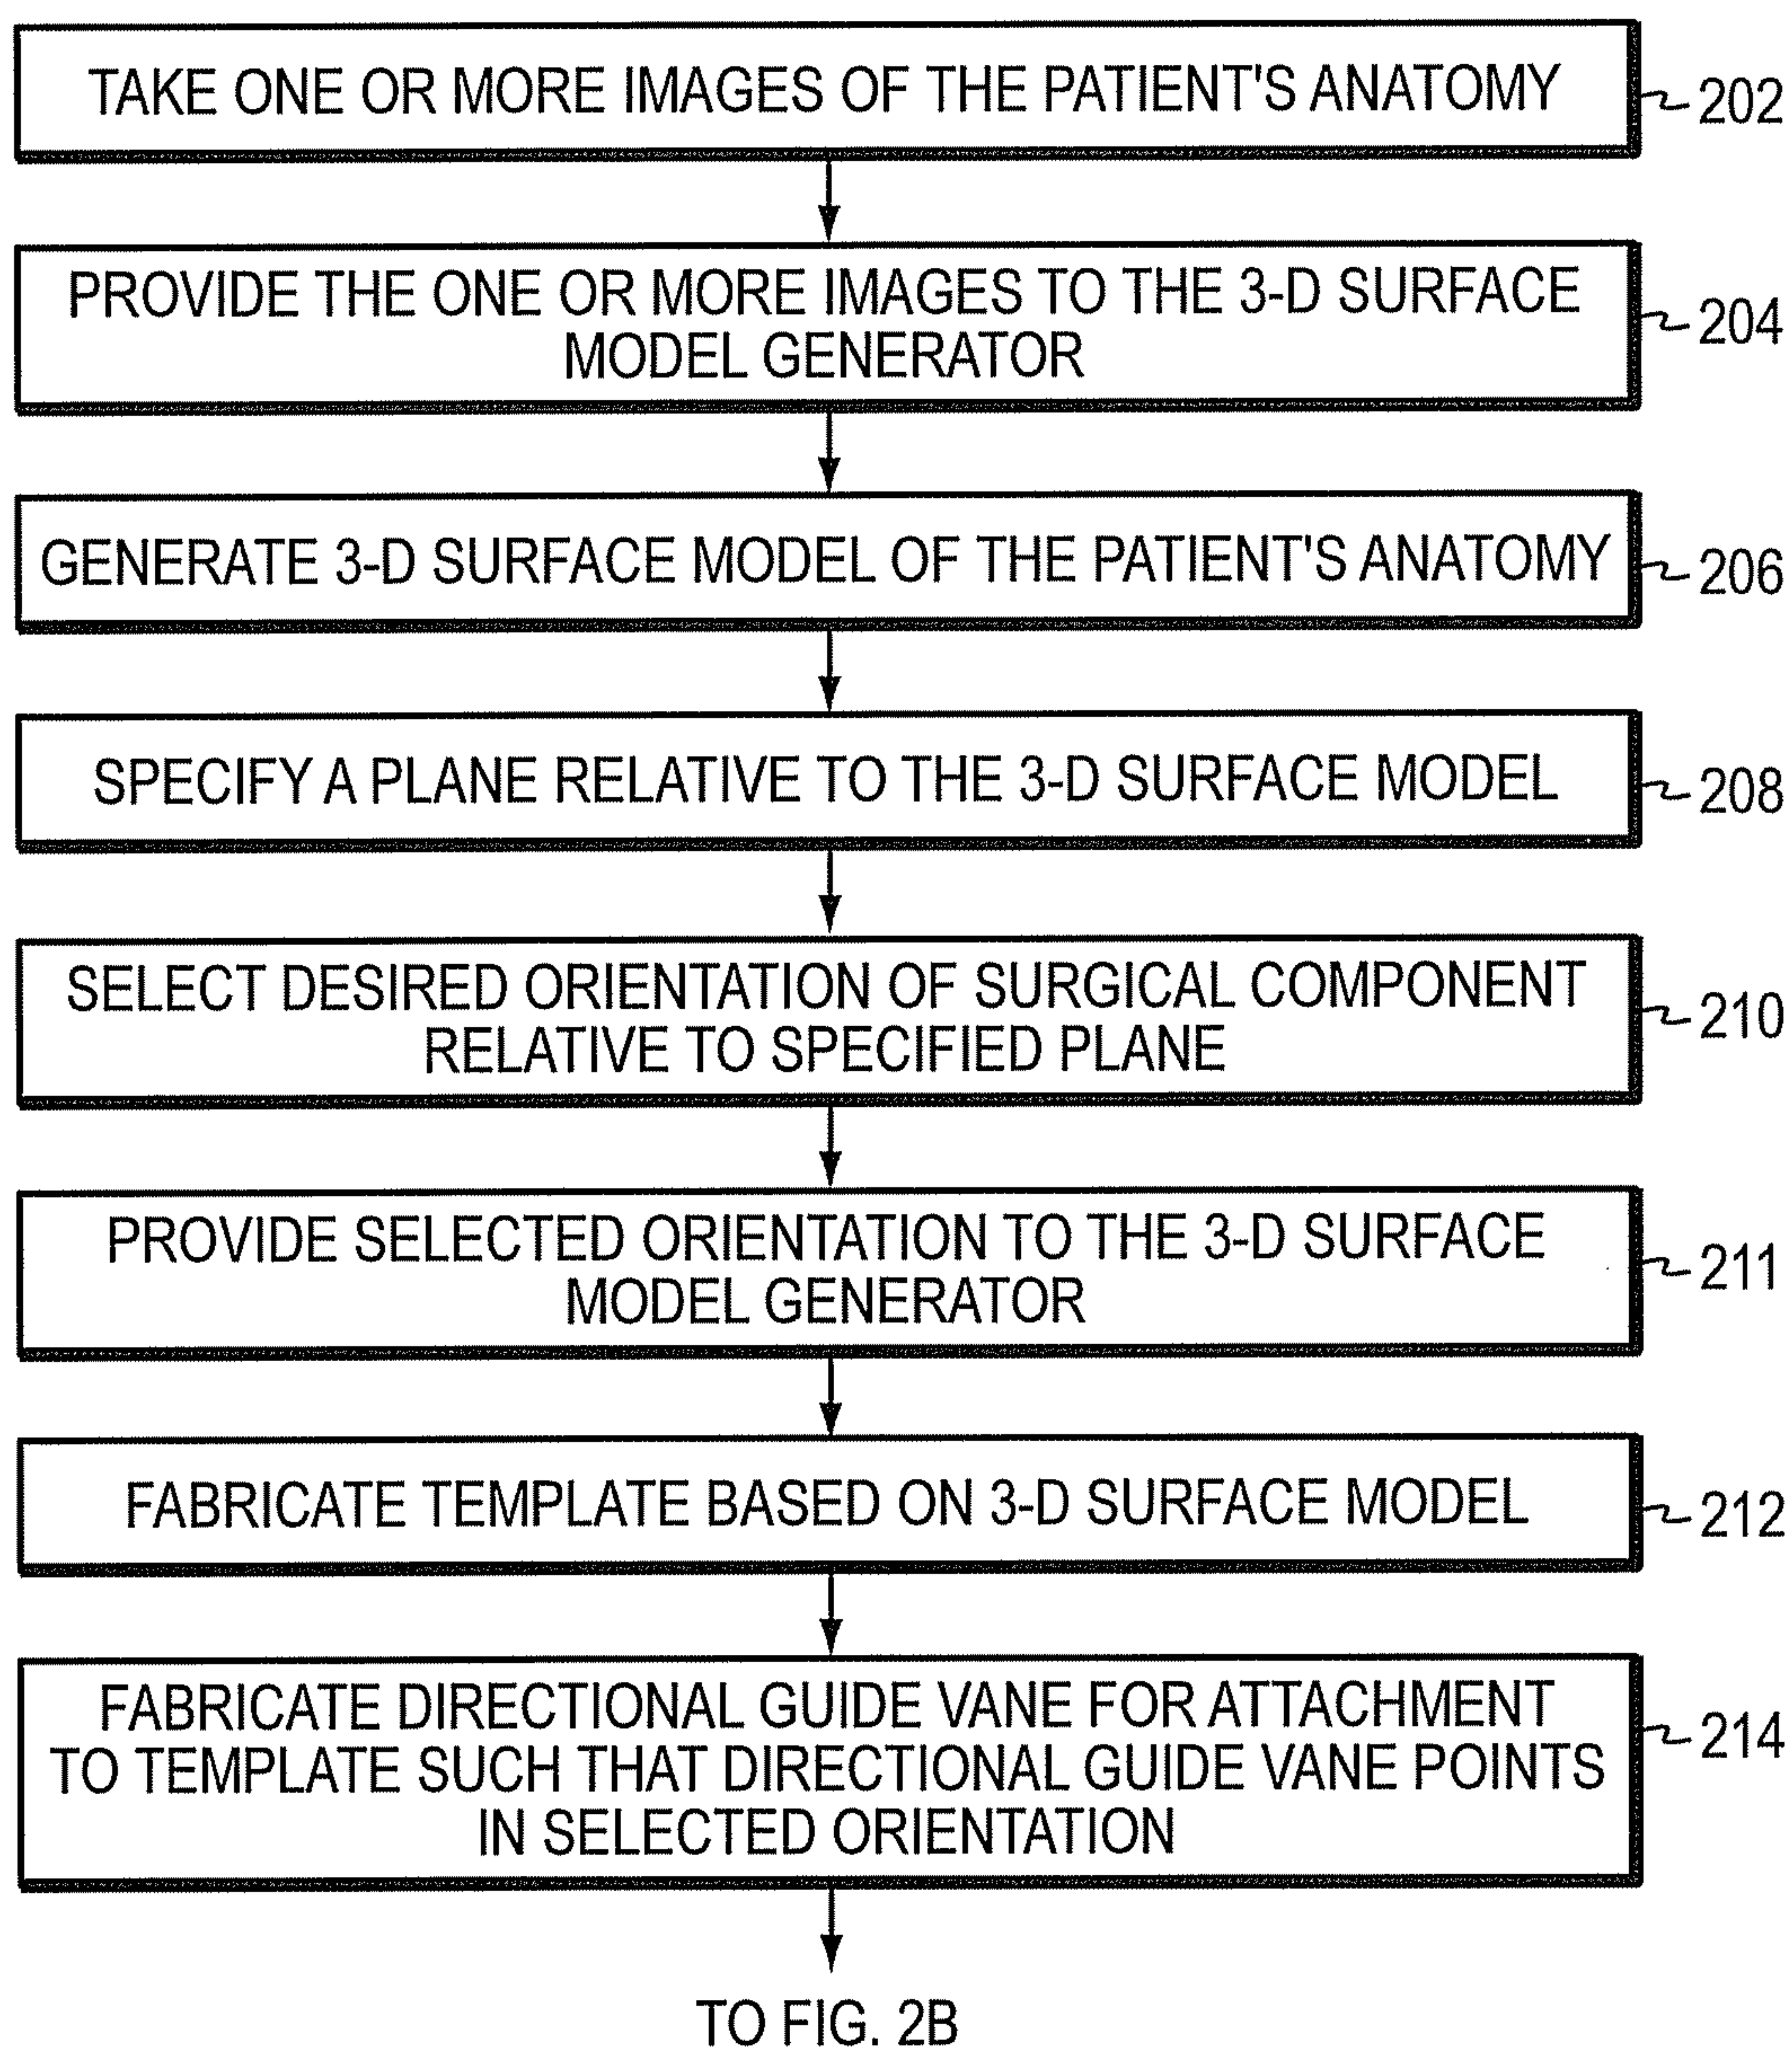 TAKE ONE OR MORE IMAGES OF THE PATIENT'S ANATOMY
202
PROVIDE THE ONE OR MORE IMAGES TO THE 3-D SURFACE
MODEL GENERATOR
204
GENERATE 3-D SURFACE MODEL OF THE PATIENT'S ANATOMY
206
SPECIFY A PLANE RELATIVE TO THE 3-D SURFACE MODEL
208
SELECT DESIRED ORIENTATION OF SURGICAL COMPONENT
RELATIVE TO SPECIFIED PLANE
210
PROVIDE SELECTED ORIENTATION TO THE 3-D SURFACE
MODEL GENERATOR
211
FABRICATE TEMPLATE BASED ON 3-D SURFACE MODEL
212
FABRICATE DIRECTIONAL GUIDE VANE FOR ATTACHMENT
TO TEMPLATE SUCH THAT DIRECTIONAL GUIDE VANE POINTS
IN SELECTED ORIENTATION
214
TO FIG. 2B